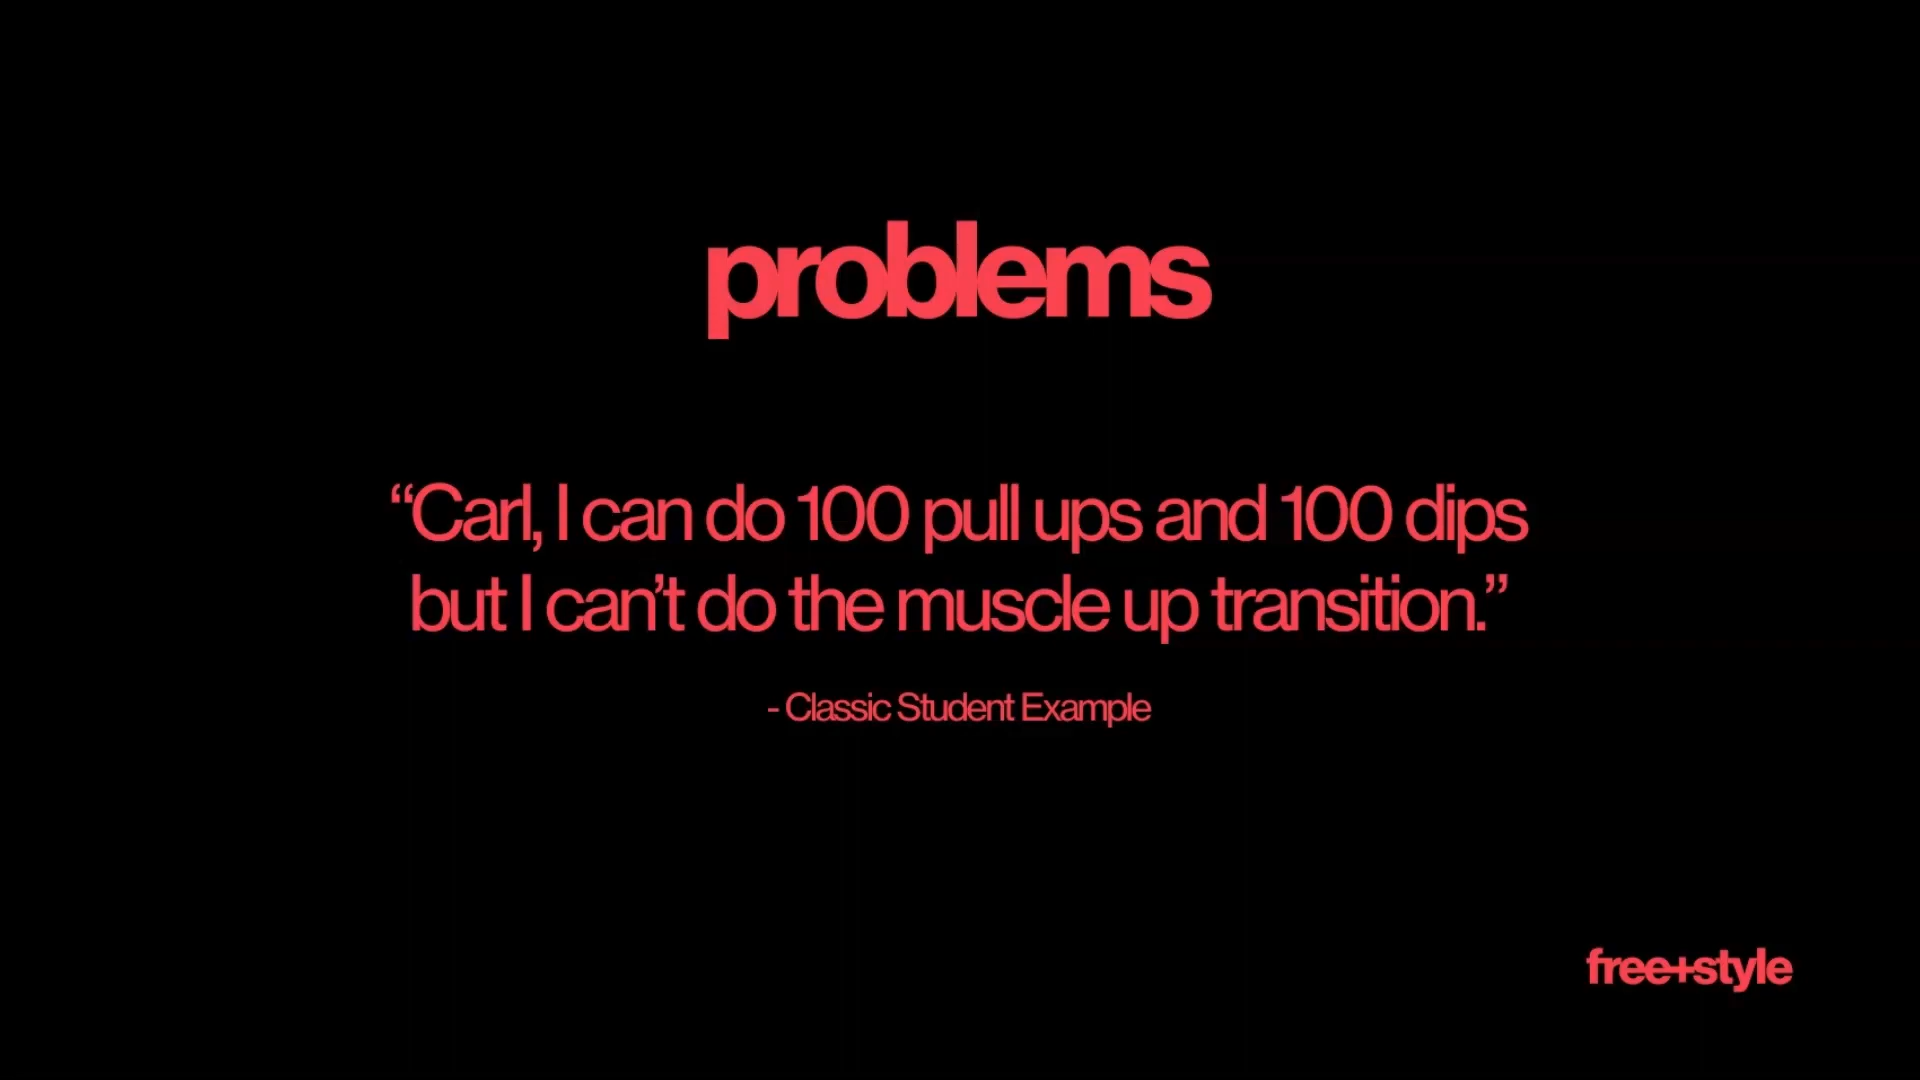 problems
“Carl, I can do 100 pull ups and 100 dips
but I can’t do the muscle up transition.”
- Classic Student Example
free+style